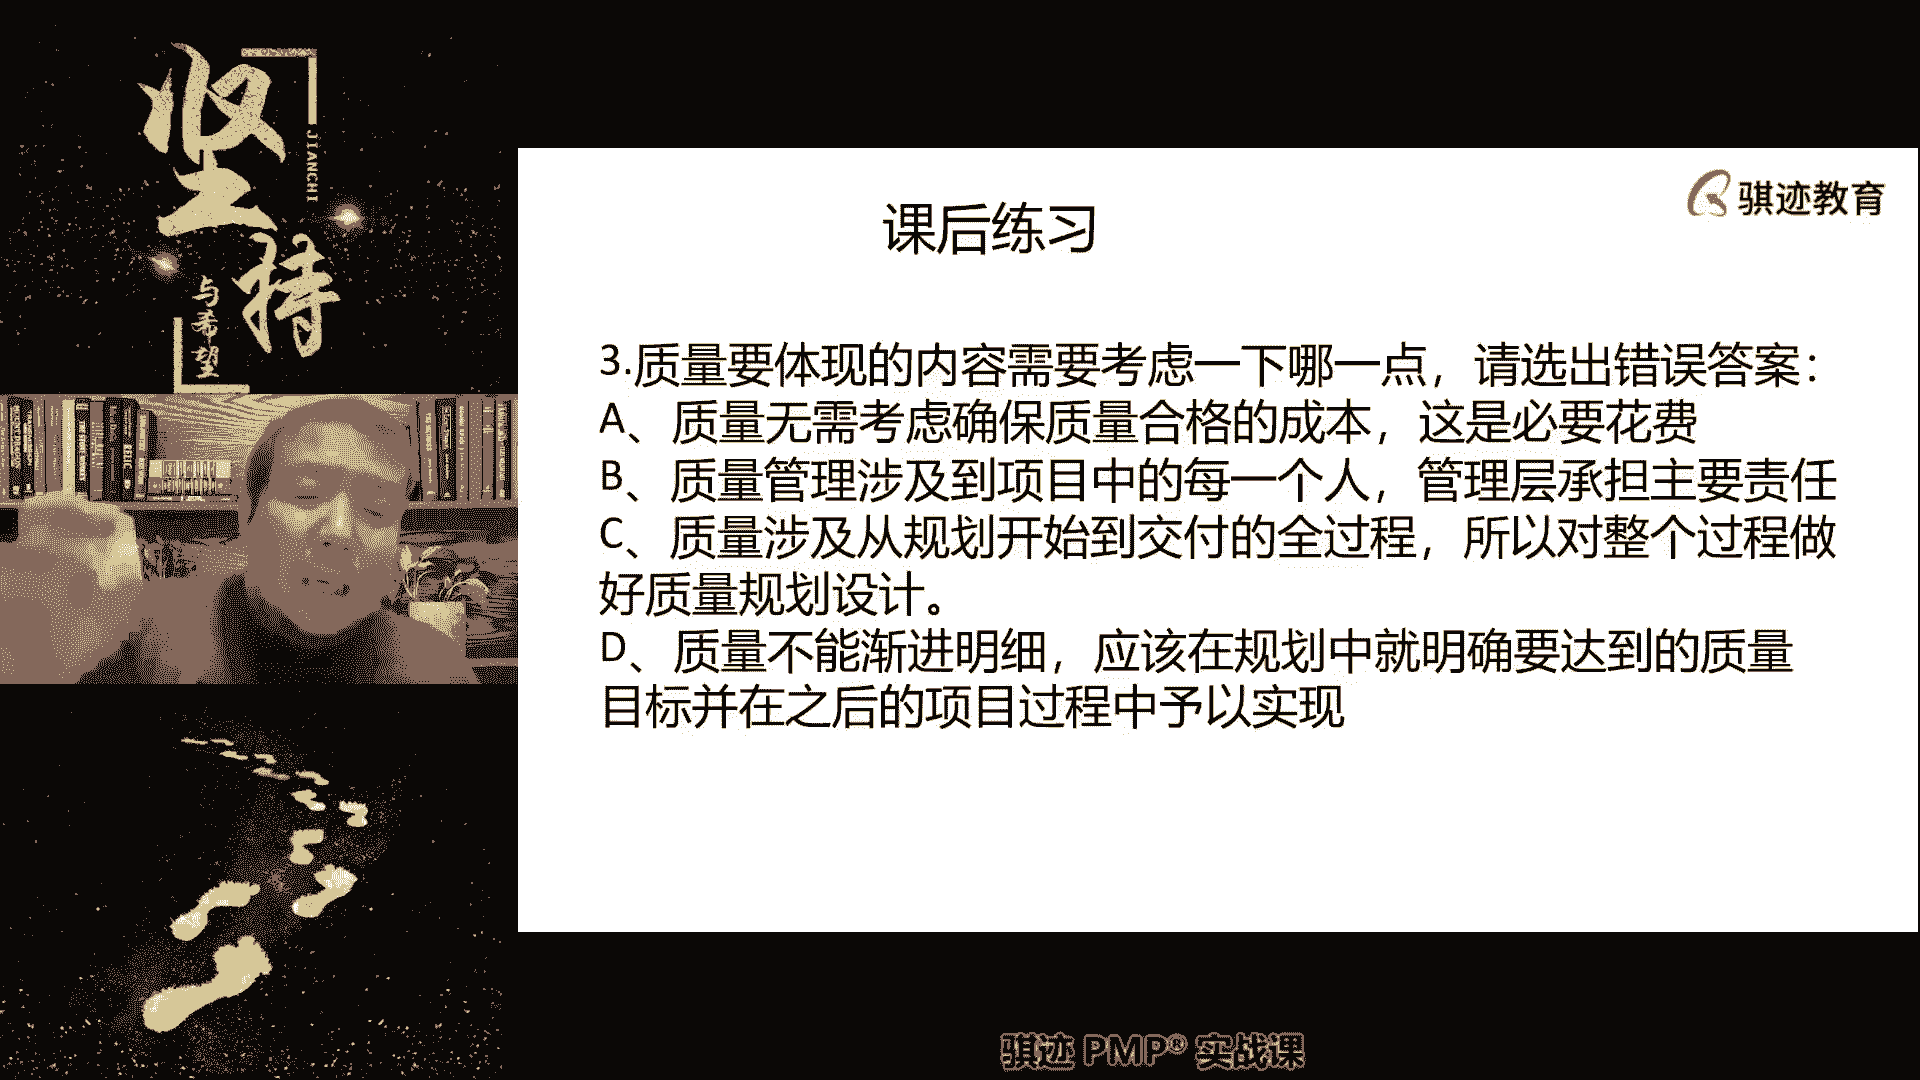 坚持
JIANCHI
与希望
骐迹教育
课后练习
3.质量要体现的内容需要考虑一下哪一点，请选出错误答案：
A、质量无需考虑确保质量合格的成本，这是必要花费
B、质量管理涉及到项目中的每一个人，管理层承担主要责任
C、质量涉及从规划开始到交付的全过程，所以对整个过程做
好质量规划设计。
D、质量不能渐进明细，应该在规划中就明确要达到的质量
目标并在之后的项目过程中予以实现
骐迹 PMP® 实战课